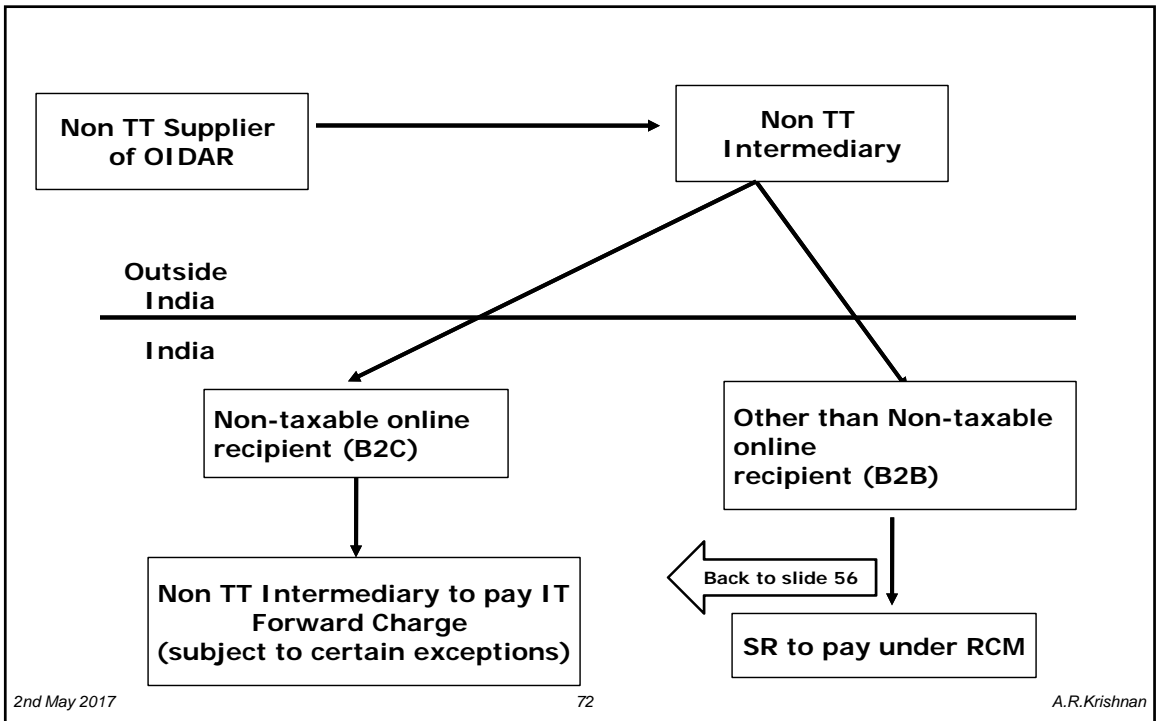 Non TT Supplier
of OIDAR
Non TT
Intermediary
Outside
India
India
Non-taxable online
recipient (B2C)
Other than Non-taxable
online
recipient (B2B)
Non TT Intermediary to pay IT
Forward Charge
(subject to certain exceptions)
Back to slide 56
SR to pay under RCM
2nd May 2017
72
A.R.Krishnan